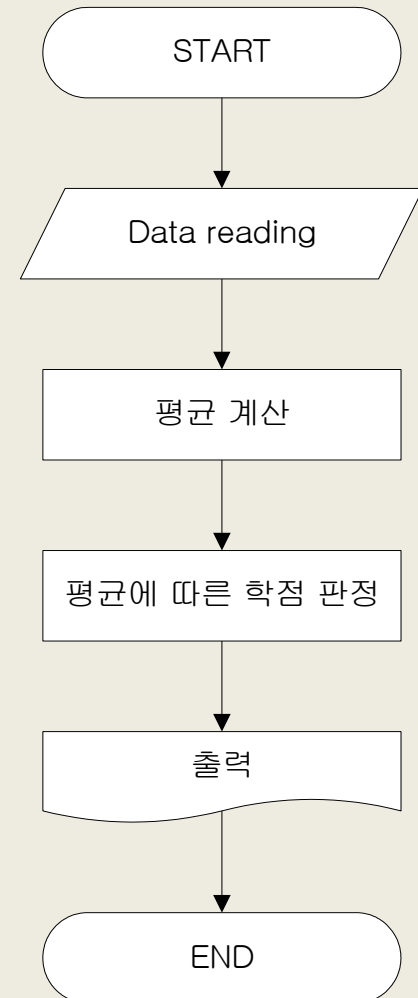 START
Data reading
평균 계산
평균에 따른 학점 판정
출력
END